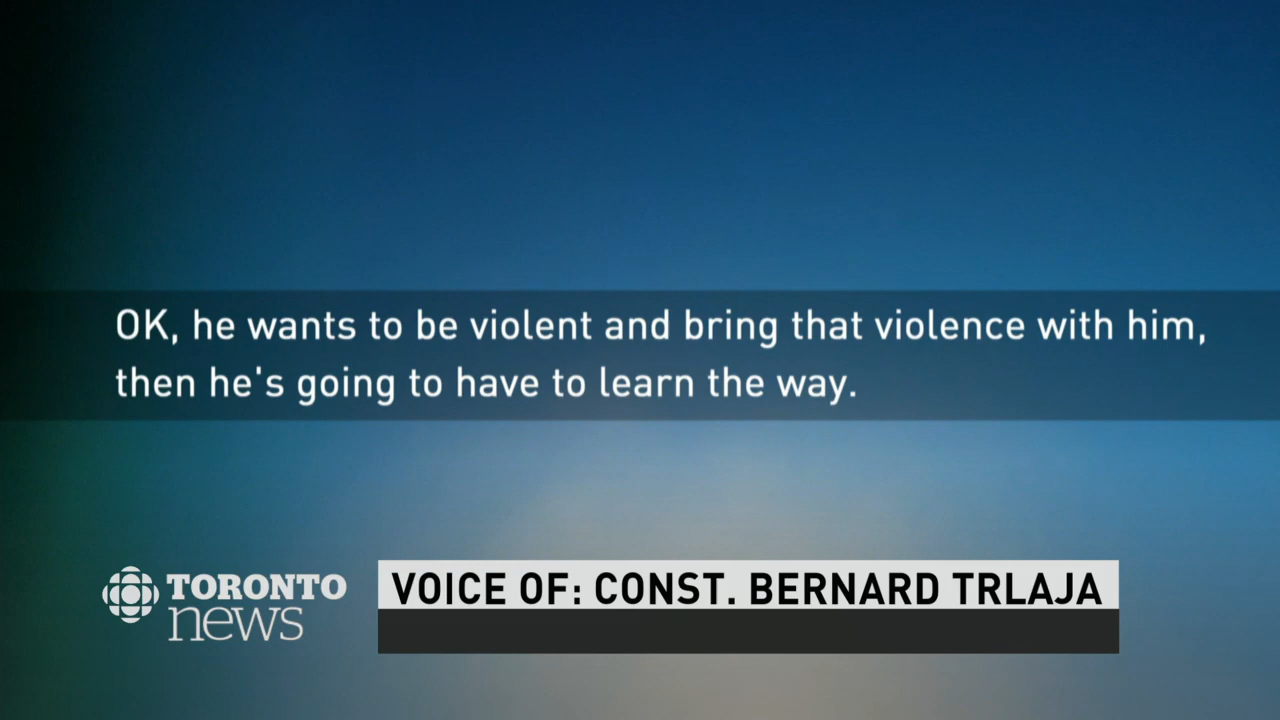 OK, he wants to be violent and bring that violence with him,
then he's going to have to learn the way.
TORONTO
news
VOICE OF: CONST. BERNARD TRLAJA